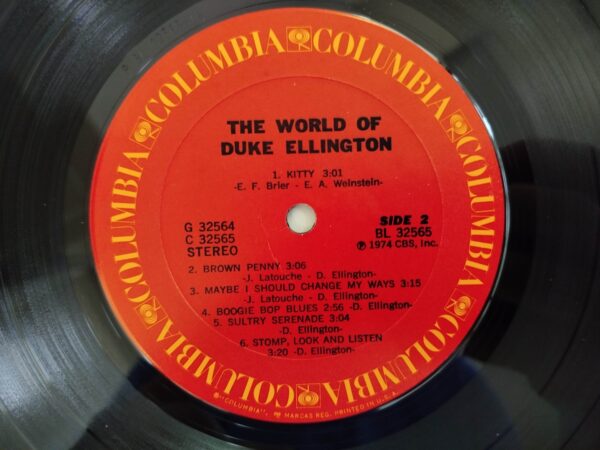 COLUMBIA COLUMBIA COLUMBIA COLUMBIA COLUMBIA COLUMBIA
THE WORLD OF
DUKE ELLINGTON
1. KITTY 3:01
-E. F. Brier - E. A. Weinstein-
G 32564
C 32565
STEREO
SIDE 2
BL 32565
℗ 1974 CBS, Inc.
2. BROWN PENNY 3:06
-J. Latouche - D. Ellington-
3. MAYBE I SHOULD CHANGE MY WAYS 3:15
-J. Latouche - D. Ellington-
4. BOOGIE BOP BLUES 2:56 -D. Ellington-
5. SULTRY SERENADE 3:04
-D. Ellington-
6. STOMP, LOOK AND LISTEN
3:20 -D. Ellington-
"COLUMBIA", MARCAS REG. PRINTED IN U.S.A.